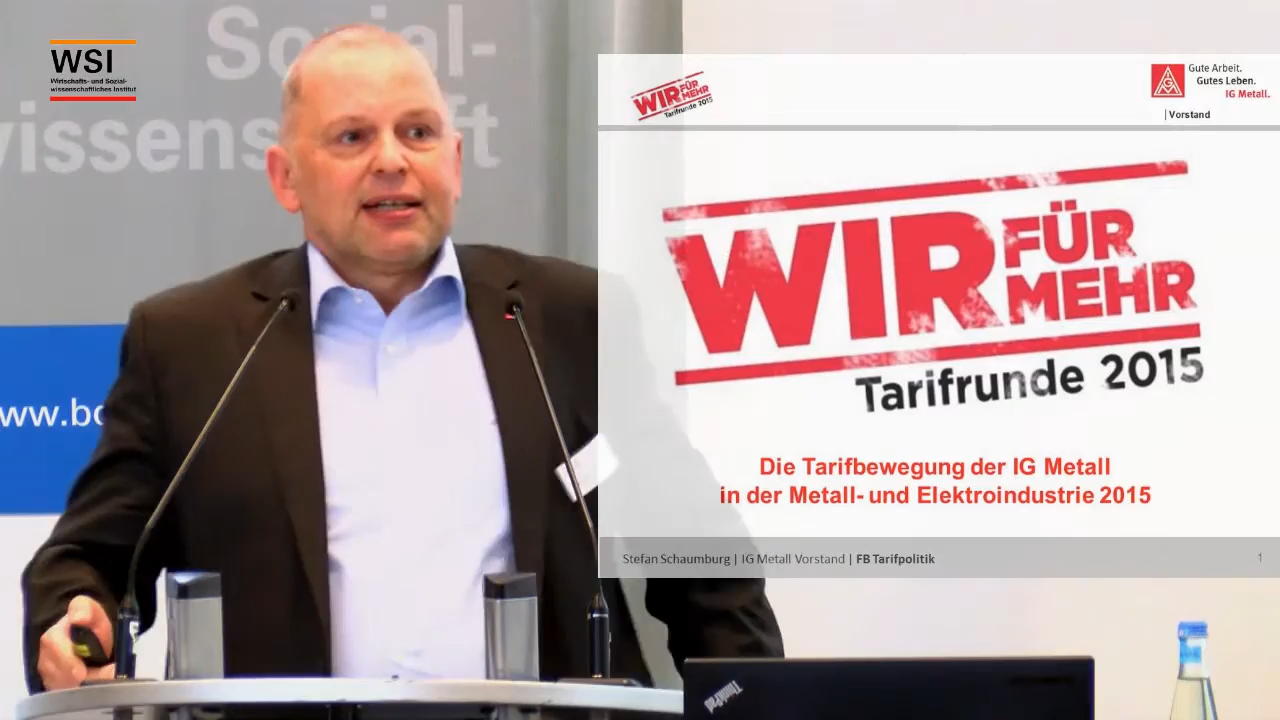 WSI
Wirtschafts- und Sozial-
wissenschaftliches Institut
Sozial-
wissenschaft
www.bo
WIR FÜR MEHR
Tarifrunde 2015
Gute Arbeit.
Gutes Leben.
IG Metall.
| Vorstand
WIR FÜR
MEHR
Tarifrunde 2015
Die Tarifbewegung der IG Metall
in der Metall- und Elektroindustrie 2015
Stefan Schaumburg | IG Metall Vorstand | FB Tarifpolitik
1
ThinkPad